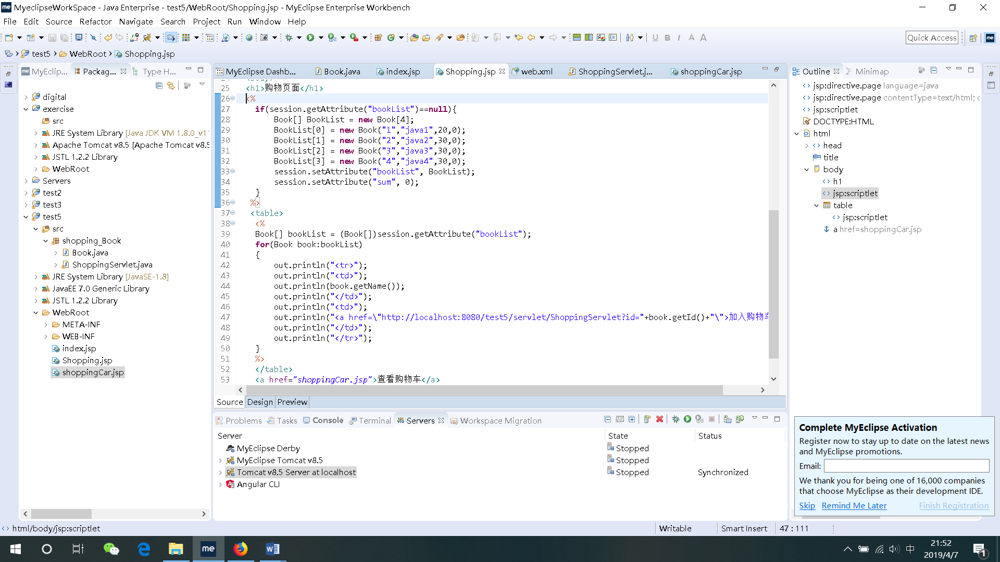 MyeclipseWorkSpace - Java Enterprise - test5/WebRoot/Shopping.jsp - MyEclipse Enterprise Workbench
File Edit Source Refactor Navigate Search Project Run Window Help
Quick Access
test5 WebRoot Shopping.jsp
MyEclip...
Packag...
Type H...
digital
exercise
src
JRE System Library [Java JDK VM 1.8.0_v1
Apache Tomcat v8.5 [Apache Tomcat v8.5
JSTL 1.2.2 Library
WebRoot
Servers
test2
test3
test5
src
shopping_Book
Book.java
ShoppingServlet.java
JRE System Library [JavaSE-1.8]
JavaEE 7.0 Generic Library
JSTL 1.2.2 Library
WebRoot
META-INF
WEB-INF
index.jsp
Shopping.jsp
shoppingCar.jsp
MyEclipse Dashb...
Book.java
index.jsp
Shopping.jsp
web.xml
ShoppingServlet.j...
shoppingCar.jsp
25 <h1>购物页面</h1>
26 <%
27 if(session.getAttribute("bookList")==null){
28 Book[] BookList = new Book[4];
29 BookList[0] = new Book("1","java1",20,0);
30 BookList[1] = new Book("2","java2",30,0);
31 BookList[2] = new Book("3","java3",30,0);
32 BookList[3] = new Book("4","java4",30,0);
33 session.setAttribute("bookList", BookList);
34 session.setAttribute("sum", 0);
35 }
36 %>
37 <table>
38 <%
39 Book[] bookList = (Book[])session.getAttribute("bookList");
40 for(Book book:bookList)
41 {
42 out.println("<tr>");
43 out.println("<td>");
44 out.println(book.getName());
45 out.println("</td>");
46 out.println("<td>");
47 out.println("<a href=\"http://localhost:8080/test5/servlet/ShoppingServlet?id="+book.getId()+"\">加入购物车
48 out.println("</td>");
49 out.println("</tr>");
50 }
51 %>
52 </table>
53 <a href="shoppingCar.jsp">查看购物车</a>
Source Design Preview
Problems Tasks Console Terminal Servers Workspace Migration
Server State Status
MyEclipse Derby Stopped
MyEclipse Tomcat v8.5 Stopped
Tomcat v8.5 Server at localhost Stopped Synchronized
Angular CLI
Outline Minimap
jsp:directive.page language=java
jsp:directive.page contentType=text/html; c
jsp:scriptlet
DOCTYPE:HTML
html
head
title
body
h1
jsp:scriptlet
table
jsp:scriptlet
a href=shoppingCar.jsp
Complete MyEclipse Activation
Register now to stay up to date on the latest news
and MyEclipse promotions.
Email:
We thank you for being one of 16,000 companies
that choose MyEclipse as their development IDE.
Skip Remind Me Later Finish Registration
html/body/jsp:scriptlet
Writable Smart Insert 47 : 111
中
21:52
2019/4/7
1